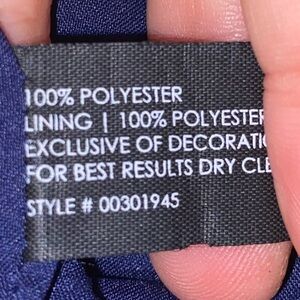 100% POLYESTER
LINING | 100% POLYESTER
EXCLUSIVE OF DECORATIO
FOR BEST RESULTS DRY CLE
STYLE # 00301945